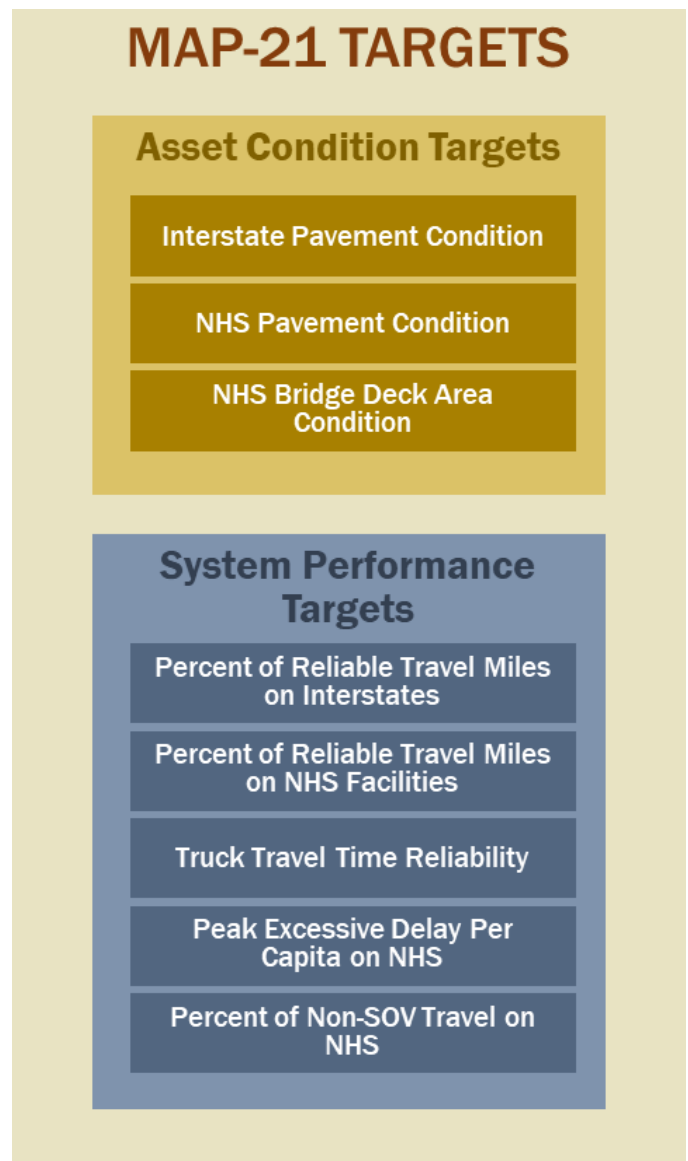 MAP-21 TARGETS
Asset Condition Targets
Interstate Pavement Condition
NHS Pavement Condition
NHS Bridge Deck Area
Condition
System Performance
Targets
Percent of Reliable Travel Miles
on Interstates
Percent of Reliable Travel Miles
on NHS Facilities
Truck Travel Time Reliability
Peak Excessive Delay Per
Capita on NHS
Percent of Non-SOV Travel on
NHS